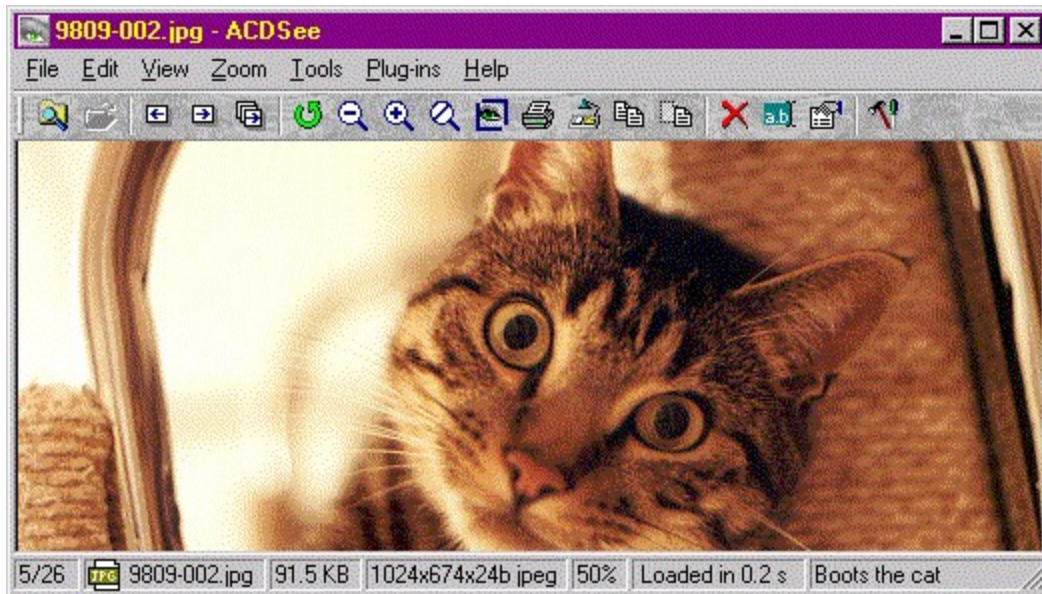 9809-002.jpg - ACDSee
File Edit View Zoom Tools Plug-ins Help
a.b
5/26 JPG 9809-002.jpg 91.5 KB 1024x674x24b jpeg 50% Loaded in 0.2 s Boots the cat